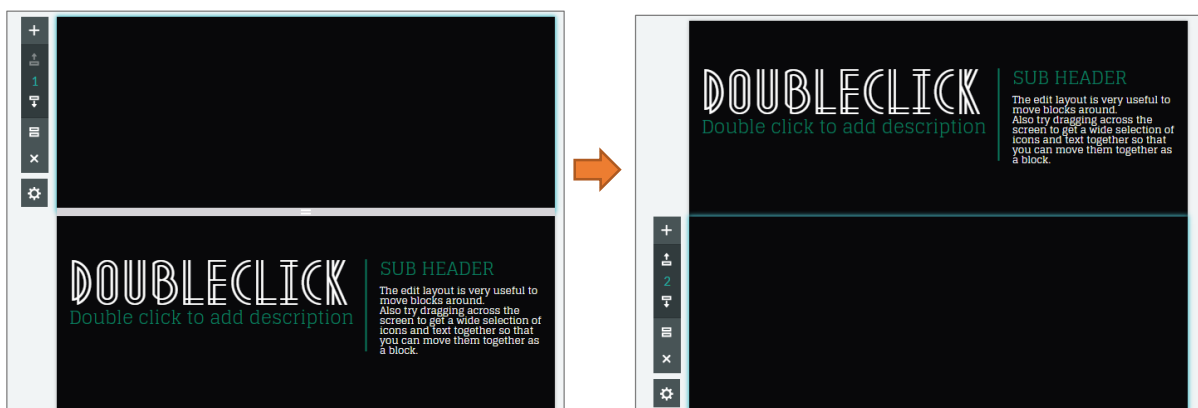 1
DOUBLECLICK
Double click to add description
SUB HEADER
The edit layout is very useful to
move blocks around.
Also try dragging across the
screen to get a wide selection of
icons and text together so that
you can move them together as
a block.
DOUBLECLICK
Double click to add description
SUB HEADER
The edit layout is very useful to
move blocks around.
Also try dragging across the
screen to get a wide selection of
icons and text together so that
you can move them together as
a block.
2